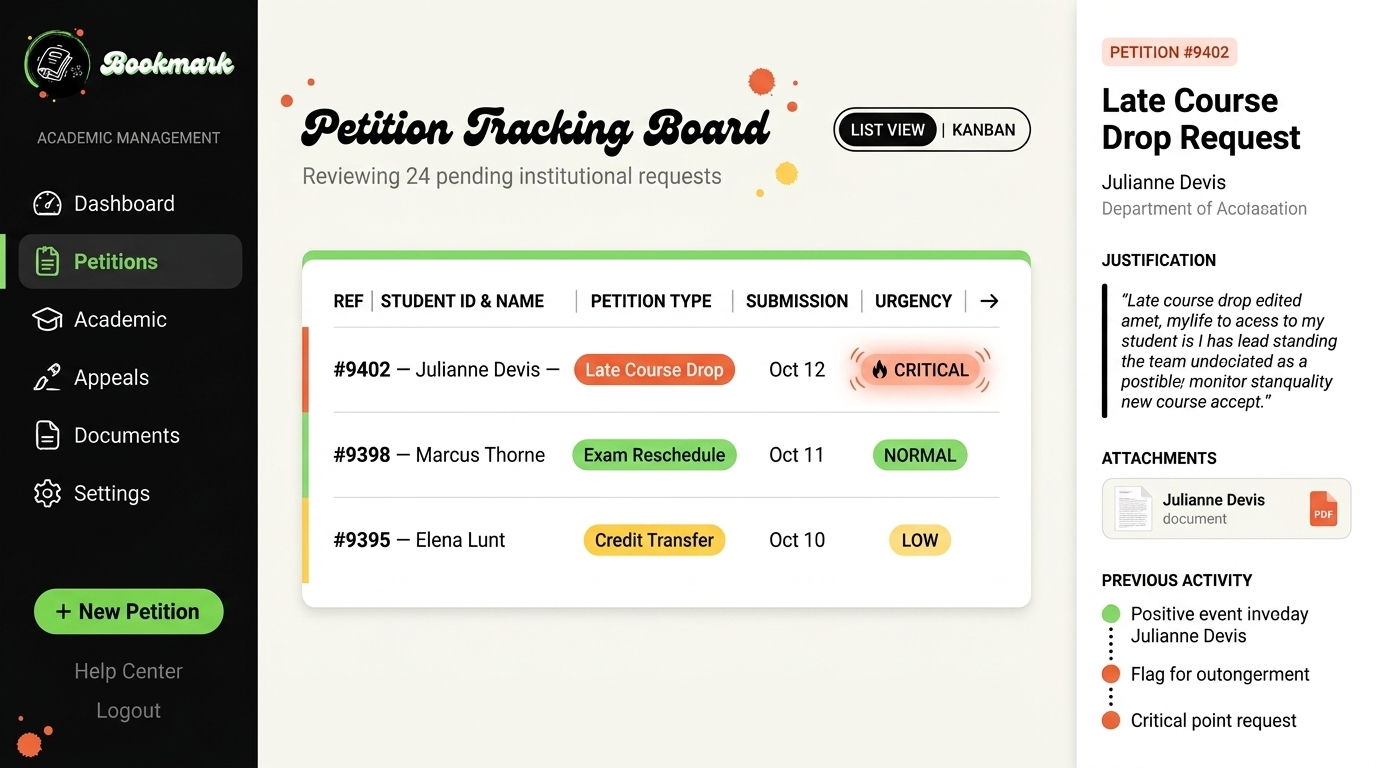 Bookmark
ACADEMIC MANAGEMENT
Dashboard
Petitions
Academic
Appeals
Documents
Settings
+ New Petition
Help Center
Logout
Petition Tracking Board
Reviewing 24 pending institutional requests
LIST VIEW | KANBAN
REF | STUDENT ID & NAME | PETITION TYPE | SUBMISSION | URGENCY | →
#9402 — Julianne Devis — Late Course Drop Oct 12 CRITICAL
#9398 — Marcus Thorne Exam Reschedule Oct 11 NORMAL
#9395 — Elena Lunt Credit Transfer Oct 10 LOW
PETITION #9402
Late Course
Drop Request
Julianne Devis
Department of Acotasation
JUSTIFICATION
“Late course drop edited
amet, mylife to acess to my
student is I has lead standing
the team undociated as a
postible; monitor stanquality
new course accept.”
ATTACHMENTS
Julianne Devis
document
PDF
PREVIOUS ACTIVITY
Positive event invoday
Julianne Devis
Flag for outongerment
Critical point request